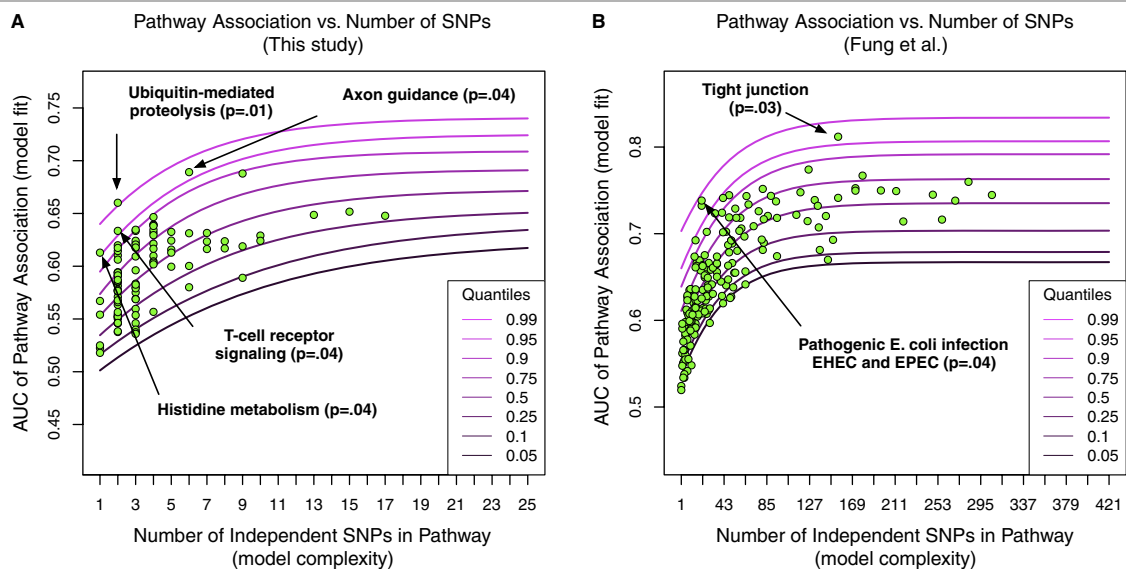 A
Pathway Association vs. Number of SNPs
(This study)
AUC of Pathway Association (model fit)
0.75
0.70
0.65
0.60
0.55
0.50
0.45
Ubiquitin-mediated
proteolysis (p=.01)
Axon guidance (p=.04)
T-cell receptor
signaling (p=.04)
Histidine metabolism (p=.04)
Quantiles
0.99
0.95
0.9
0.75
0.5
0.25
0.1
0.05
1 3 5 7 9 11 13 15 17 19 21 23 25
Number of Independent SNPs in Pathway
(model complexity)
B
Pathway Association vs. Number of SNPs
(Fung et al.)
AUC of Pathway Association (model fit)
0.8
0.7
0.6
0.5
Tight junction
(p=.03)
Pathogenic E. coli infection
EHEC and EPEC (p=.04)
Quantiles
0.99
0.95
0.9
0.75
0.5
0.25
0.1
0.05
1 43 85 127 169 211 253 295 337 379 421
Number of Independent SNPs in Pathway
(model complexity)